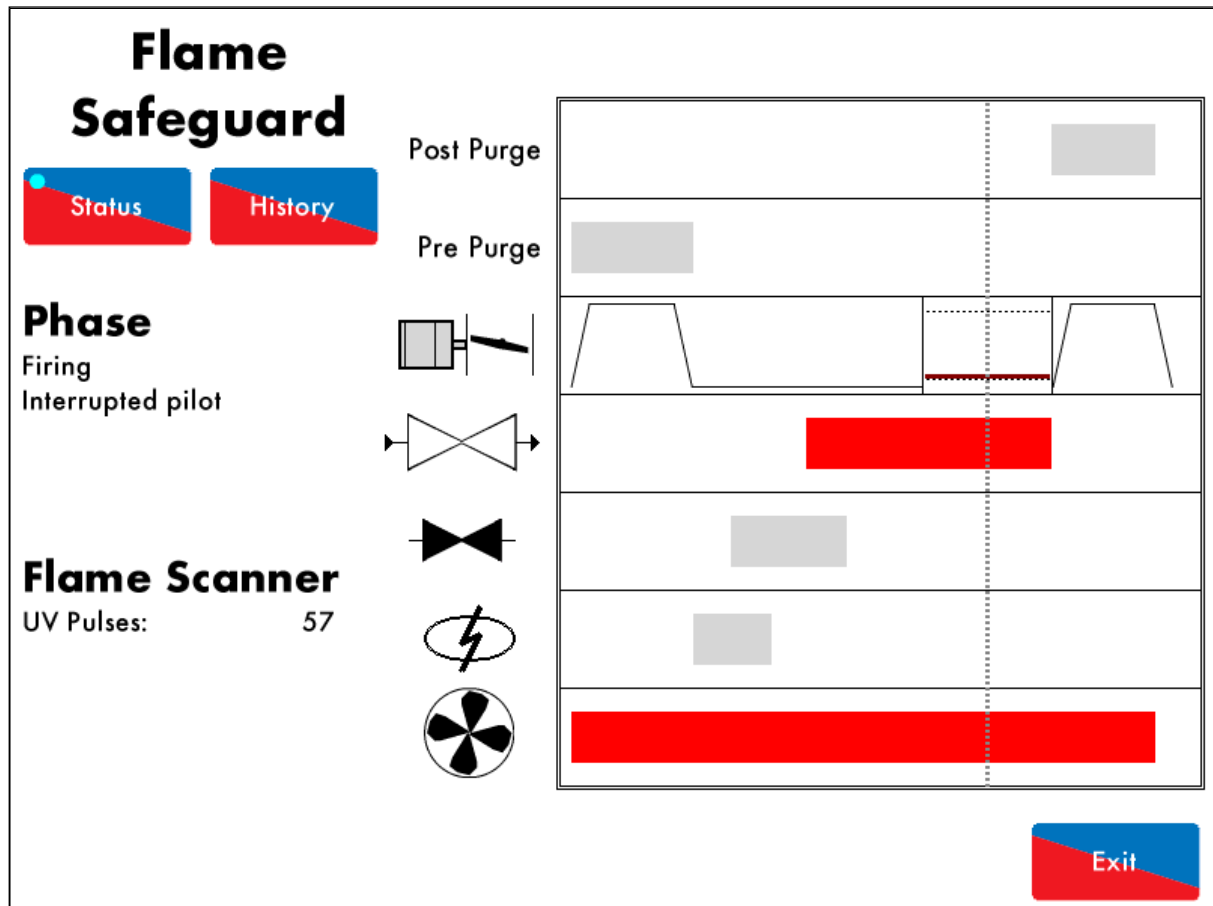 Flame
Safeguard
Status
History
Phase
Firing
Interrupted pilot
Flame Scanner
UV Pulses: 57
Post Purge
Pre Purge
Exit